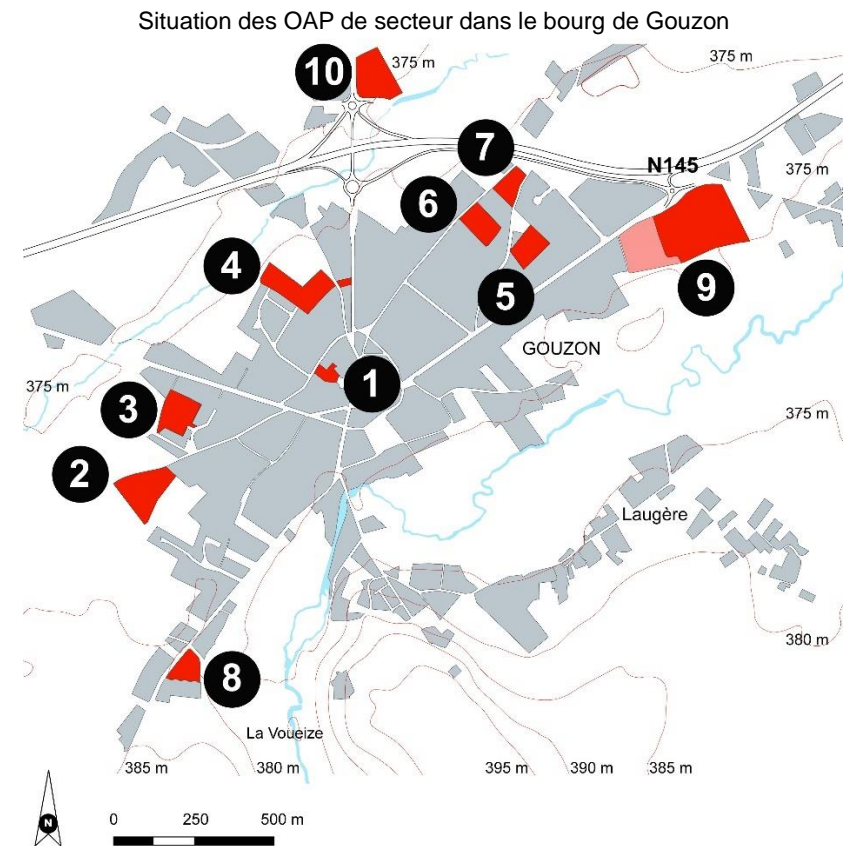 Situation des OAP de secteur dans le bourg de Gouzon
10
375 m
375 m
7
N145
375 m
6
4
5
9
GOUZON
1
375 m
3
375 m
2
Laugère
380 m
8
La Voueize
385 m
380 m
395 m
390 m
385 m
N
0
250
500 m